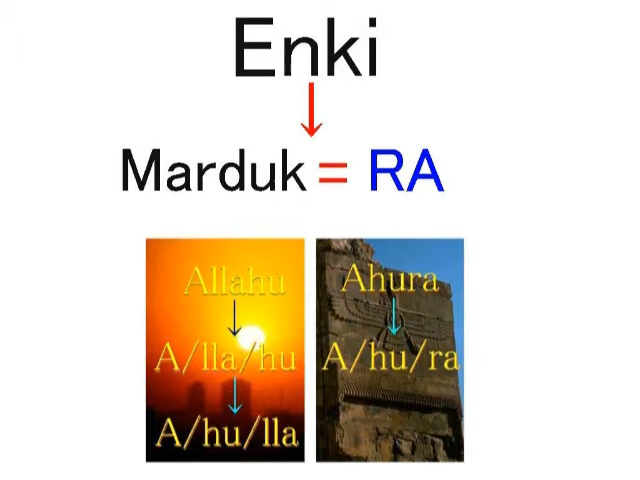 Enki
Marduk = RA
Allahu
A/lla/hu
A/hu/lla
Ahura
A/hu/ra